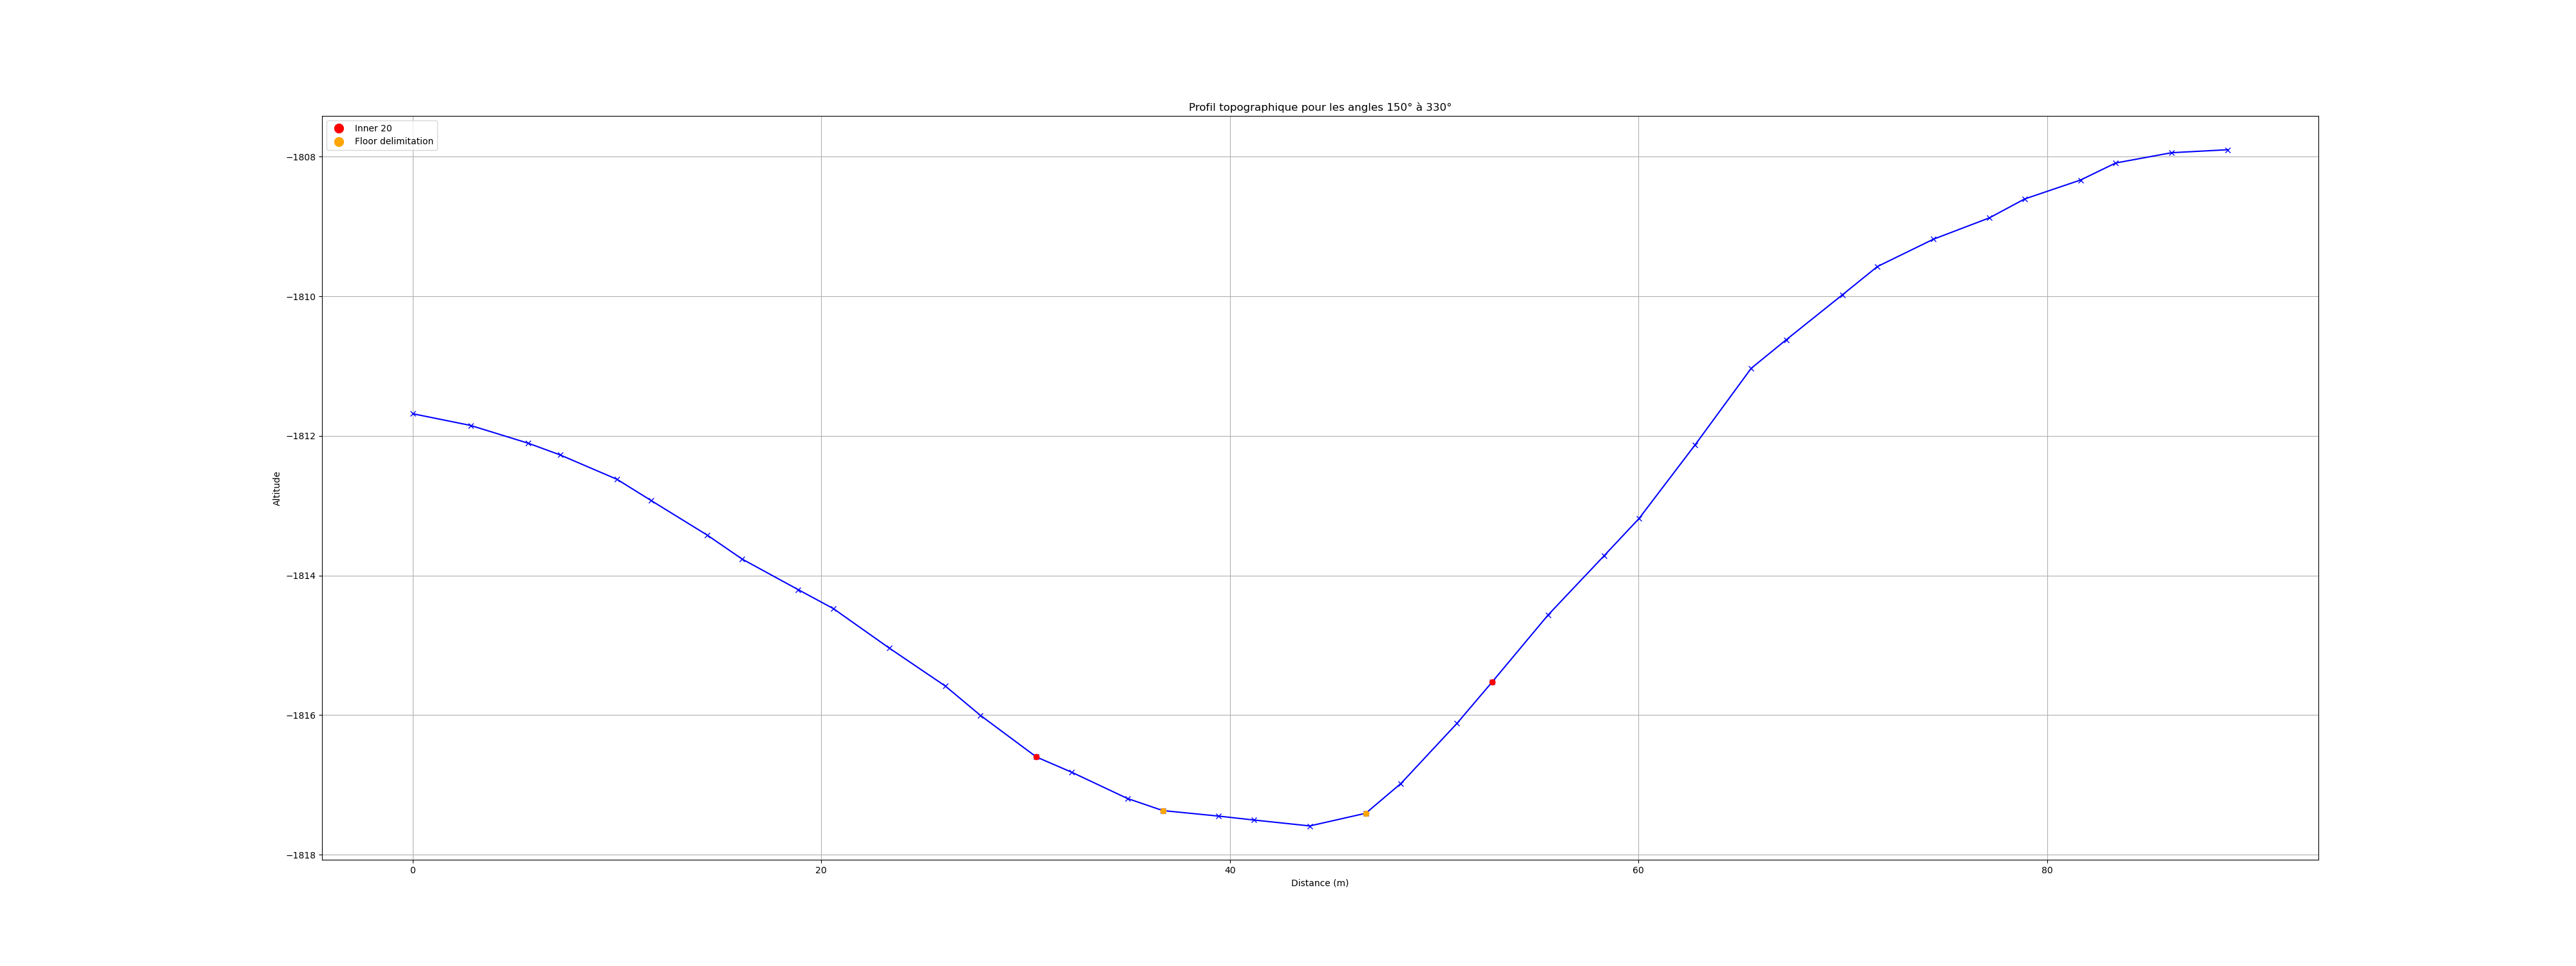 Profil topographique pour les angles 150° à 330°
Inner 20
Floor delimitation
−1808
−1810
−1812
−1814
−1816
−1818
Altitude
0 20 40 60 80
Distance (m)